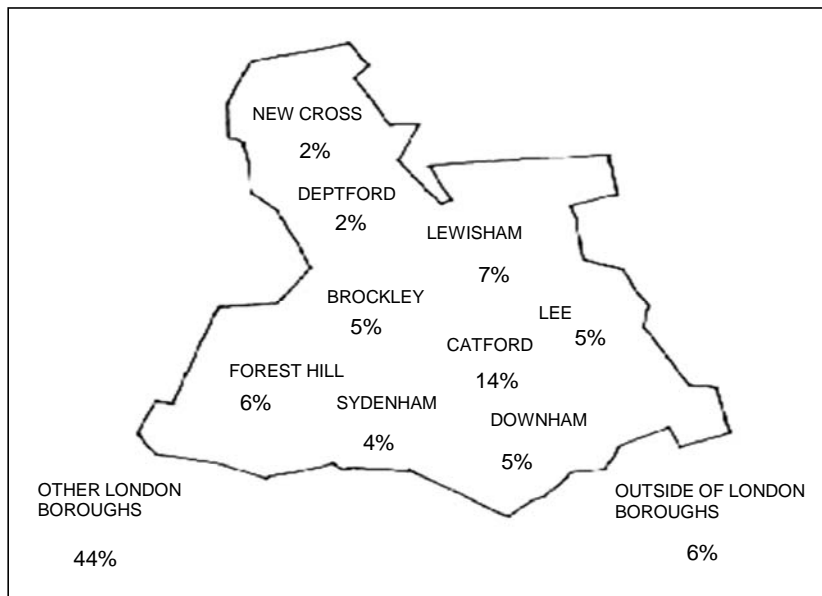 NEW CROSS
2%
DEPTFORD
2%
LEWISHAM
7%
BROCKLEY
5%
LEE
5%
CATFORD
14%
FOREST HILL
6%
SYDENHAM
4%
DOWNHAM
5%
OTHER LONDON
BOROUGHS
44%
OUTSIDE OF LONDON
BOROUGHS
6%